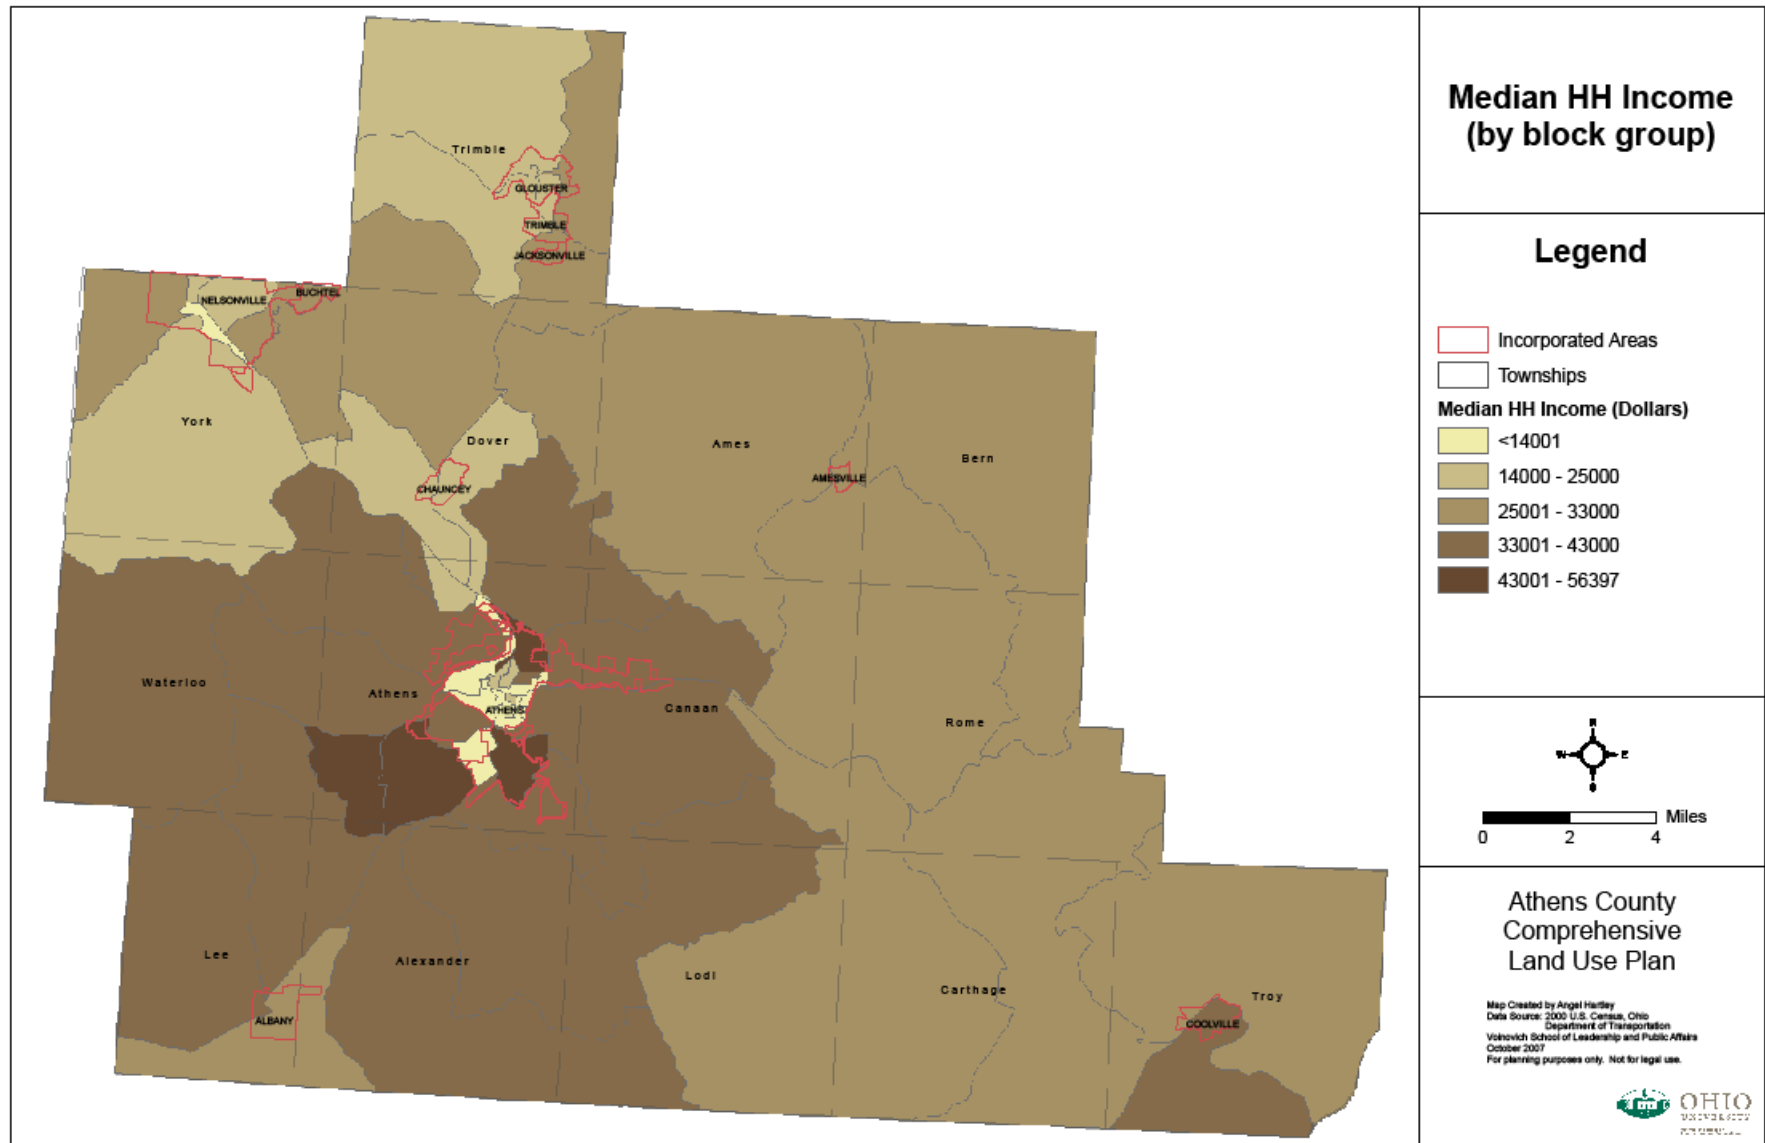 Median HH Income
(by block group)
Legend
Incorporated Areas
Townships
Median HH Income (Dollars)
<14001
14000 - 25000
25001 - 33000
33001 - 43000
43001 - 56397
N
W E
S
Miles
0 2 4
Athens County
Comprehensive
Land Use Plan
Map Created by Angel Hartley
Data Source: 2000 U.S. Census, Ohio
Department of Transportation
Voinovich School of Leadership and Public Affairs
October 2007
For planning purposes only. Not for legal use.
OHIO
UNIVERSITY
Trimble
GLOUSTER
TRIMBLE
JACKSONVILLE
NELSONVILLE
BUCHTEL
York
Dover
Ames
Bern
CHAUNCEY
AMESVILLE
Waterloo
Athens
ATHENS
Canaan
Rome
Lee
Alexander
Lodi
Carthage
Troy
ALBANY
COOLVILLE